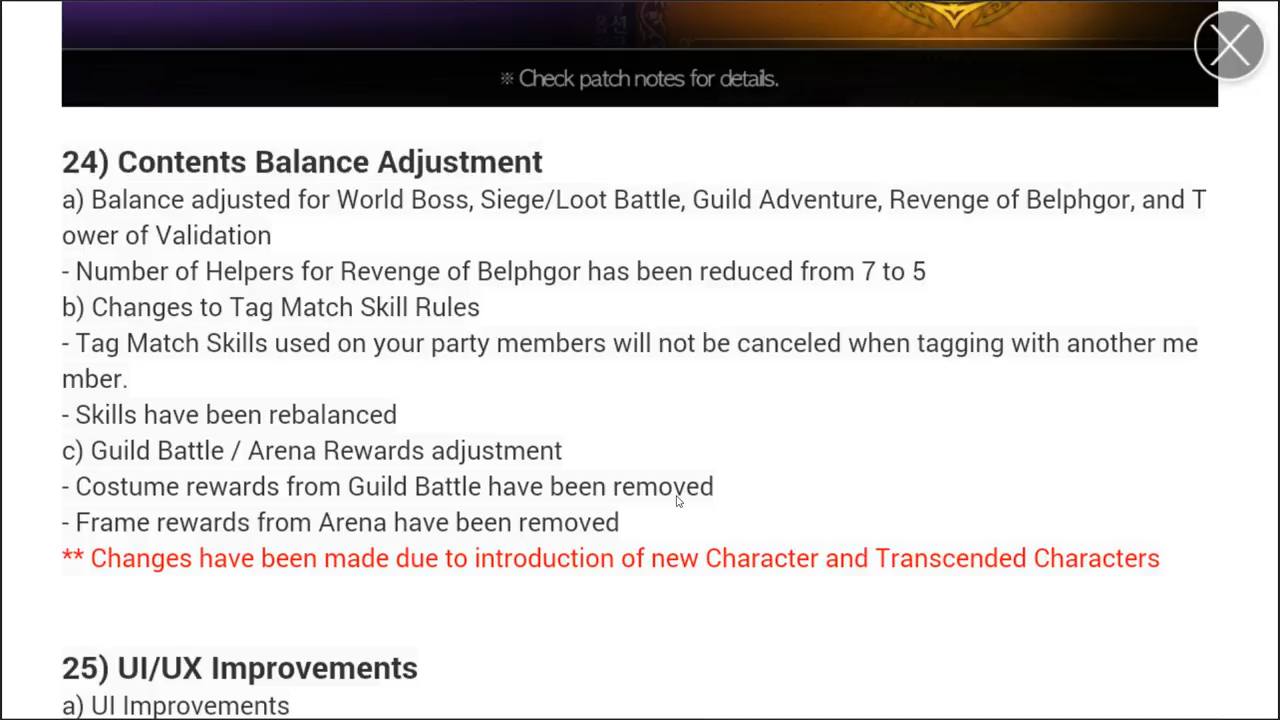 ※ Check patch notes for details.
24) Contents Balance Adjustment
a) Balance adjusted for World Boss, Siege/Loot Battle, Guild Adventure, Revenge of Belphgor, and T
ower of Validation
- Number of Helpers for Revenge of Belphgor has been reduced from 7 to 5
b) Changes to Tag Match Skill Rules
- Tag Match Skills used on your party members will not be canceled when tagging with another me
mber.
- Skills have been rebalanced
c) Guild Battle / Arena Rewards adjustment
- Costume rewards from Guild Battle have been removed
- Frame rewards from Arena have been removed
** Changes have been made due to introduction of new Character and Transcended Characters
25) UI/UX Improvements
a) UI Improvements